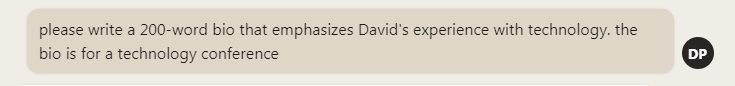 please write a 200-word bio that emphasizes David's experience with technology. the
bio is for a technology conference
DP